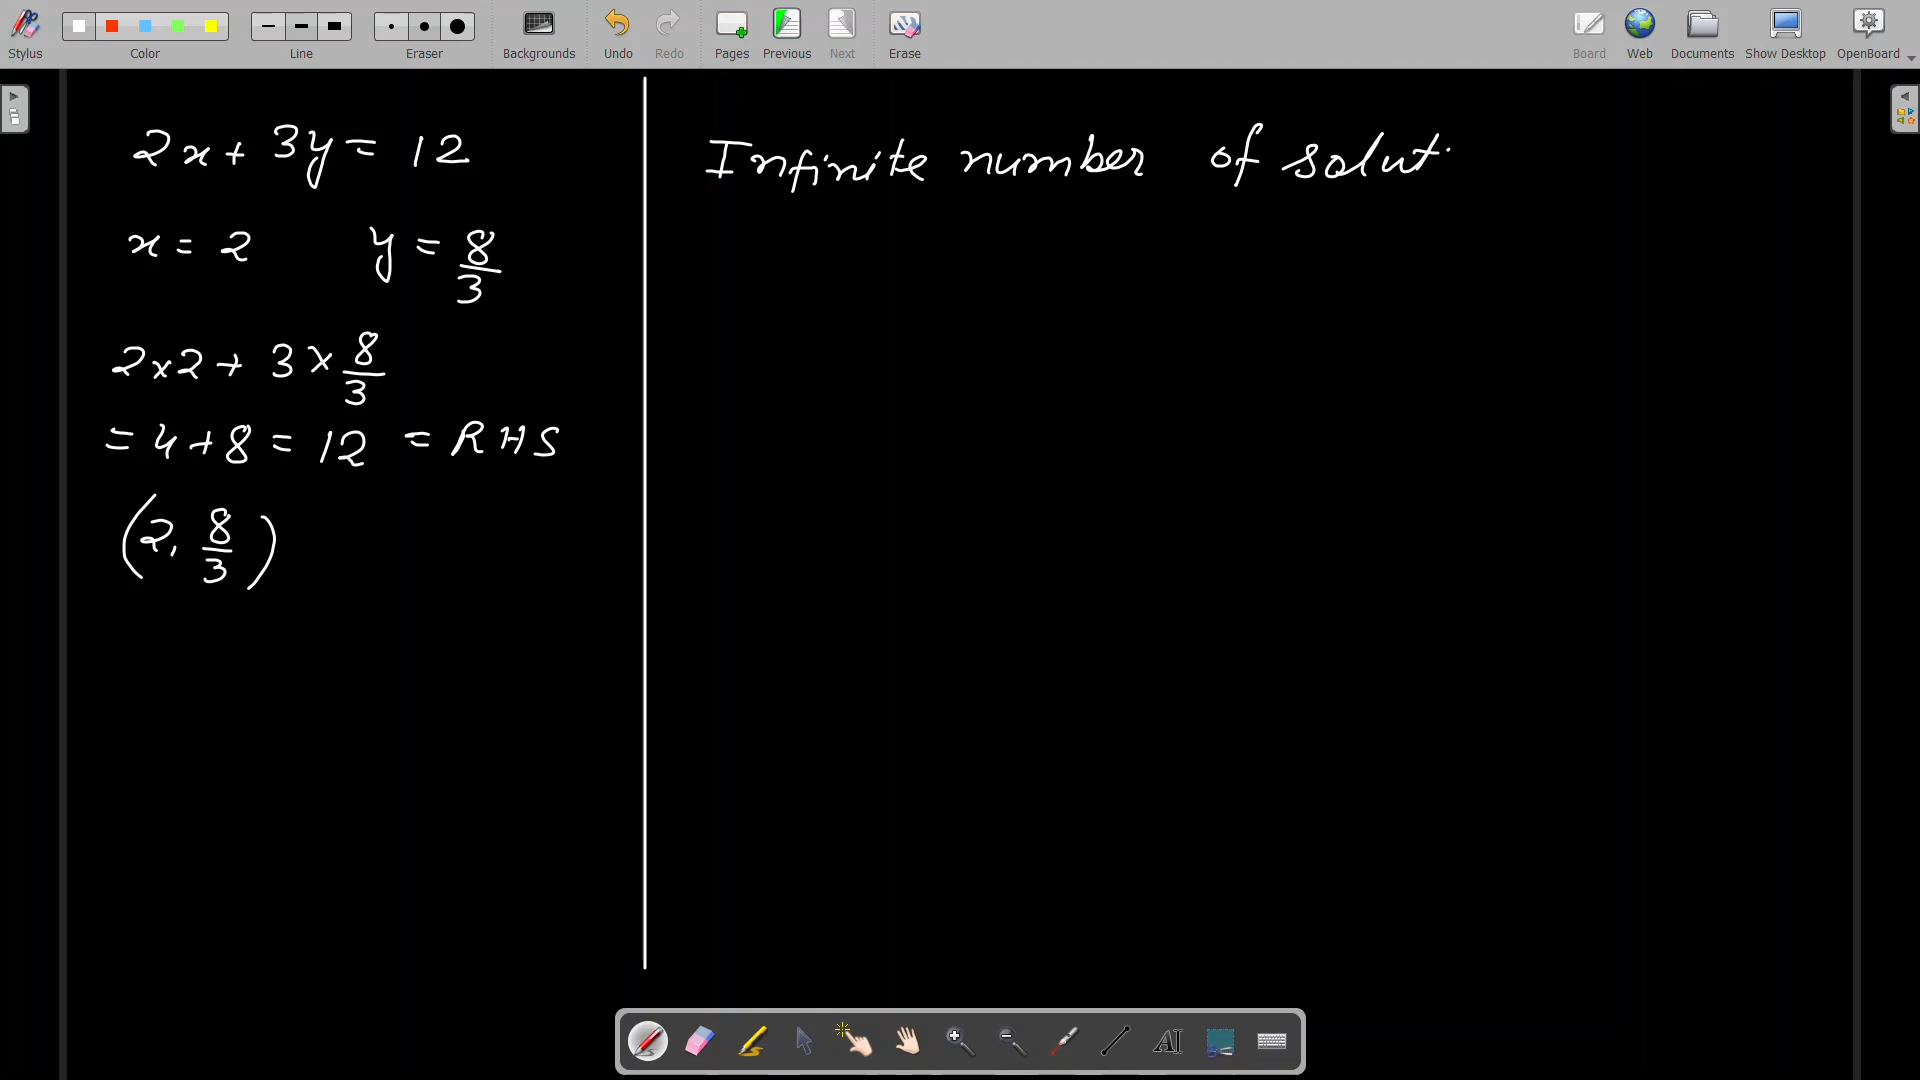 Stylus Color Line Eraser Backgrounds Undo Redo Pages Previous Next Erase Board Web Documents Show Desktop OpenBoard
2x + 3y = 12
x = 2 y = 8/3
2×2 + 3 × 8/3
= 4 + 8 = 12 = RHS
(2, 8/3)
Infinite number of solut
AI